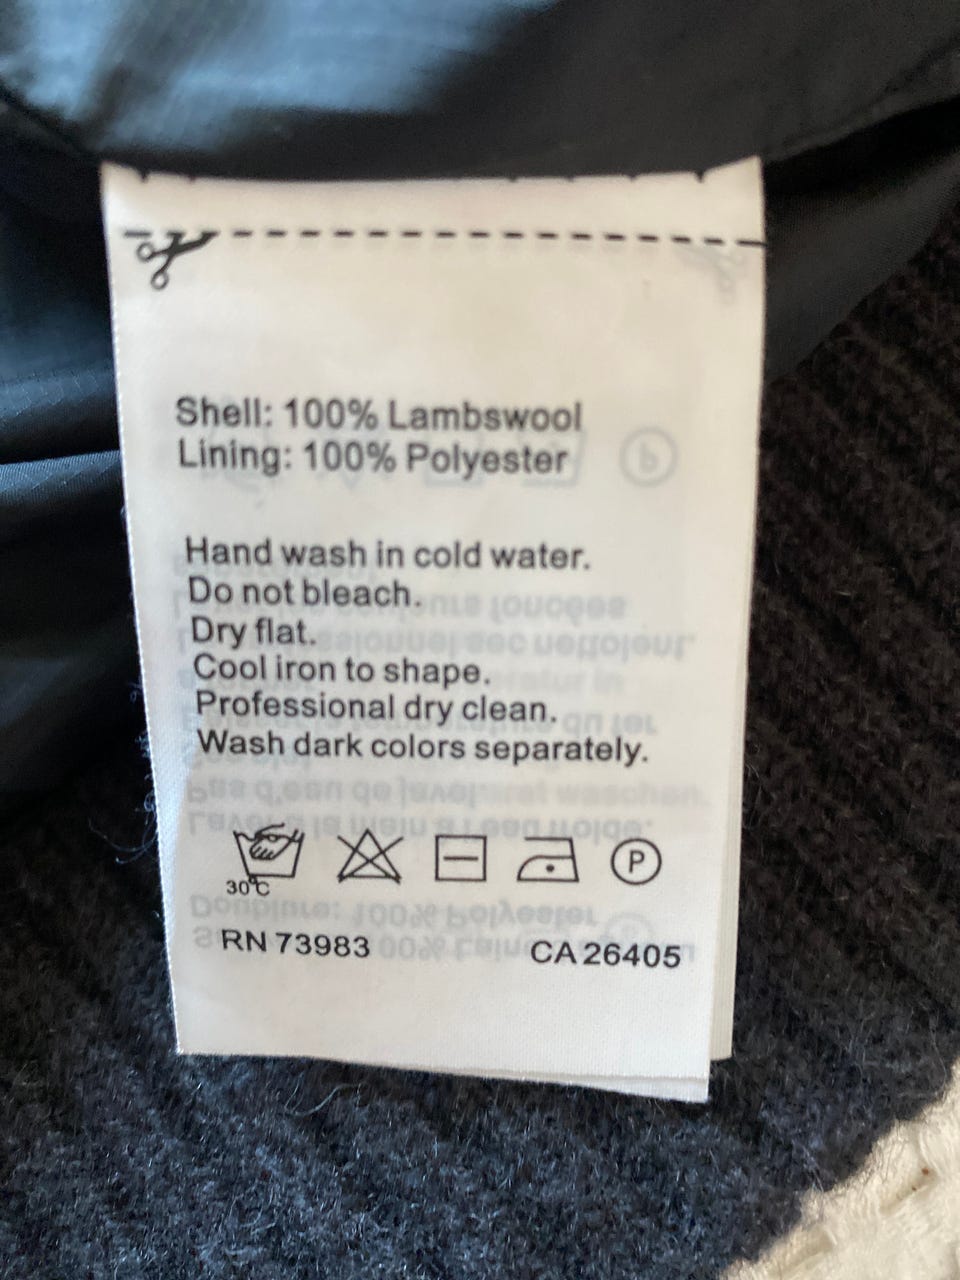 Shell: 100% Lambswool
Lining: 100% Polyester
Hand wash in cold water.
Do not bleach.
Dry flat.
Cool iron to shape.
Professional dry clean.
Wash dark colors separately.
30°C
P
RN 73983
CA 26405